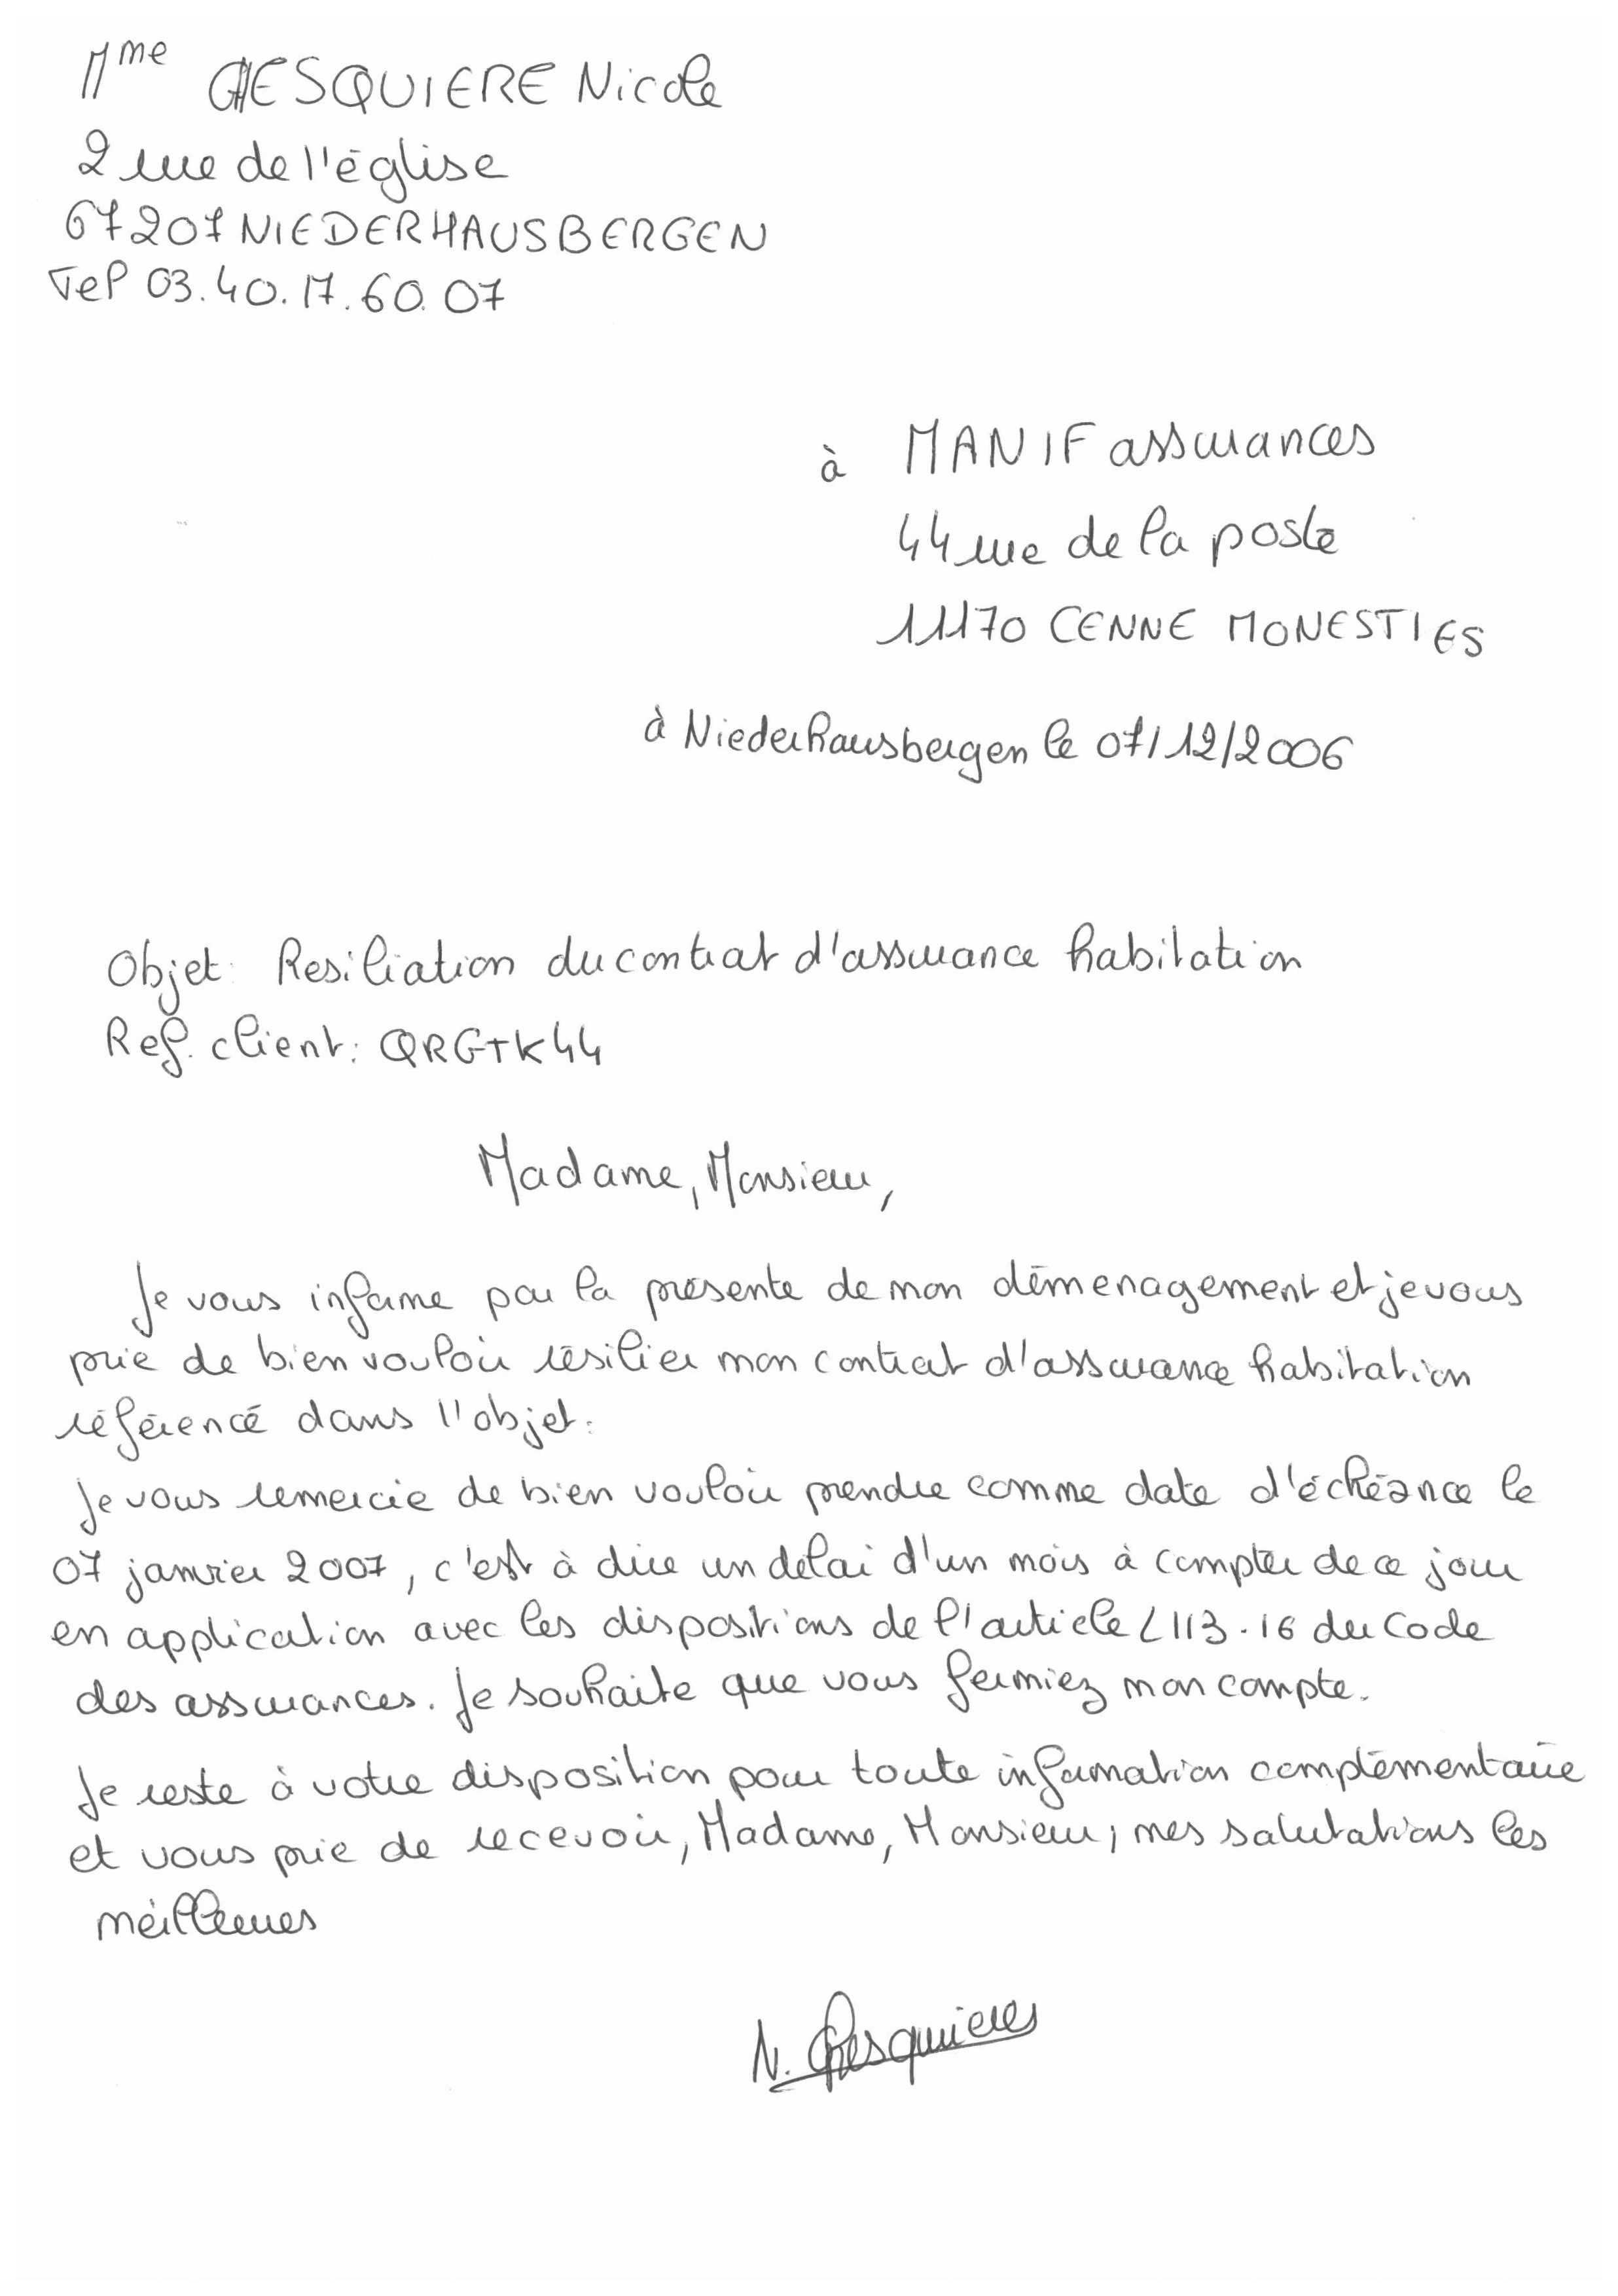 Mme GHESQUIERE Nicole
2 rue de l'église
67207 NIEDERHAUSBERGEN
Tel 03.40.17.60.07
à MANIF assurances
44 rue de la poste
11170 CENNE MONESTIES
à Niederhausbergen le 07/12/2006
Objet: Resiliation du contrat d'assurance habitation
Ref. client: QRGTK44
Madame, Monsieur,
Je vous informe par la présente de mon démenagement et je vous
prie de bien vouloir résilier mon contrat d'assurance habitation
référencé dans l'objet.
Je vous remercie de bien vouloir prendre comme date d'échéance le
07 janvier 2007, c'est à dire un delai d'un mois à compter de ce jour
en application avec les dispositions de l'article L113-16 du Code
des assurances. Je souhaite que vous fermiez mon compte.
Je reste à votre disposition pour toute information complémentaire
et vous prie de recevoir, Madame, Monsieur, mes salutations les
meilleures
N. Ghesquieres